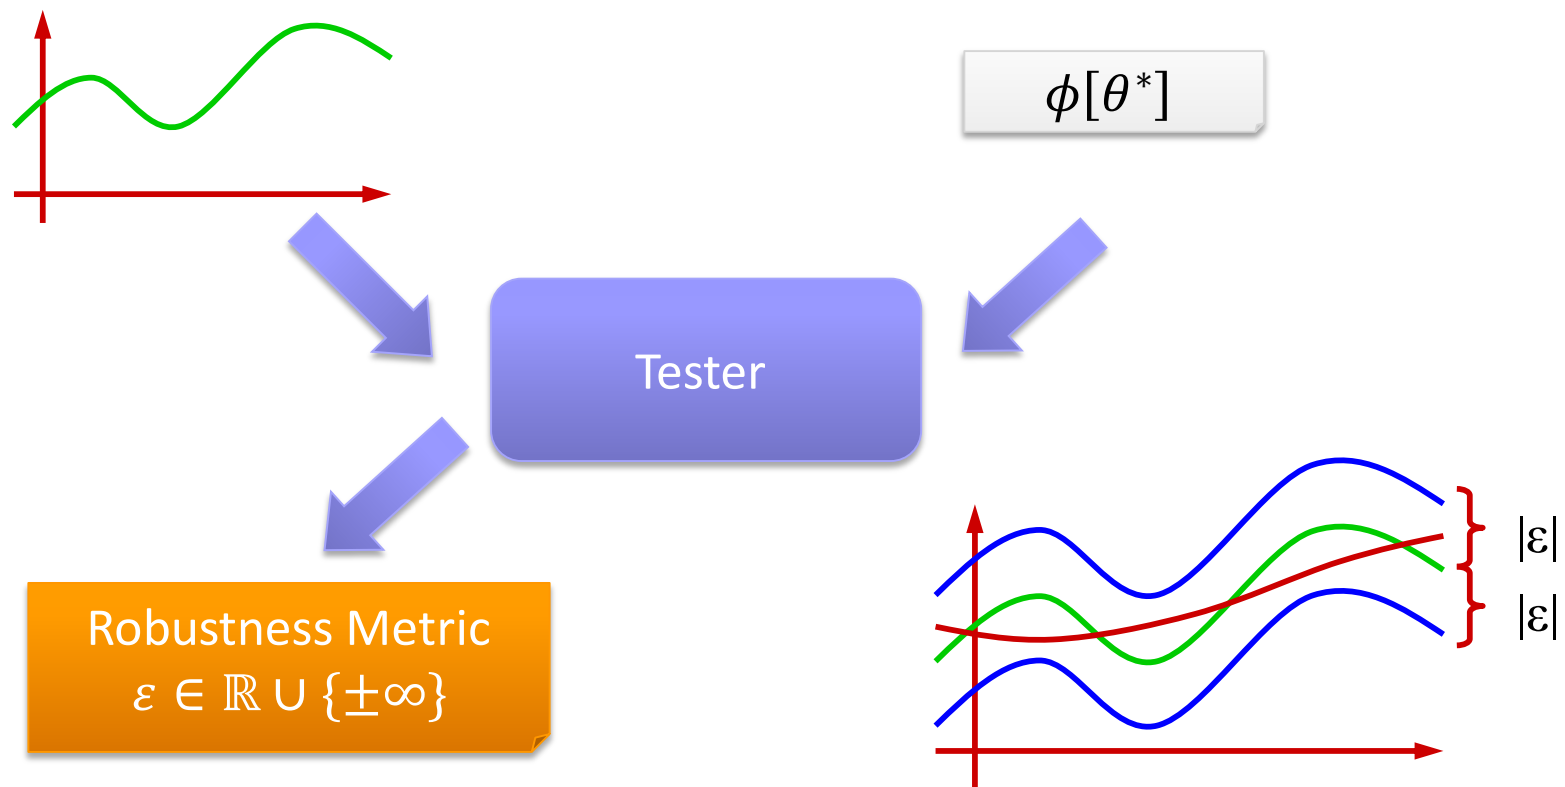 ϕ[θ*]
Tester
|ε|
|ε|
Robustness Metric
ε ∈ ℝ ∪ {±∞}